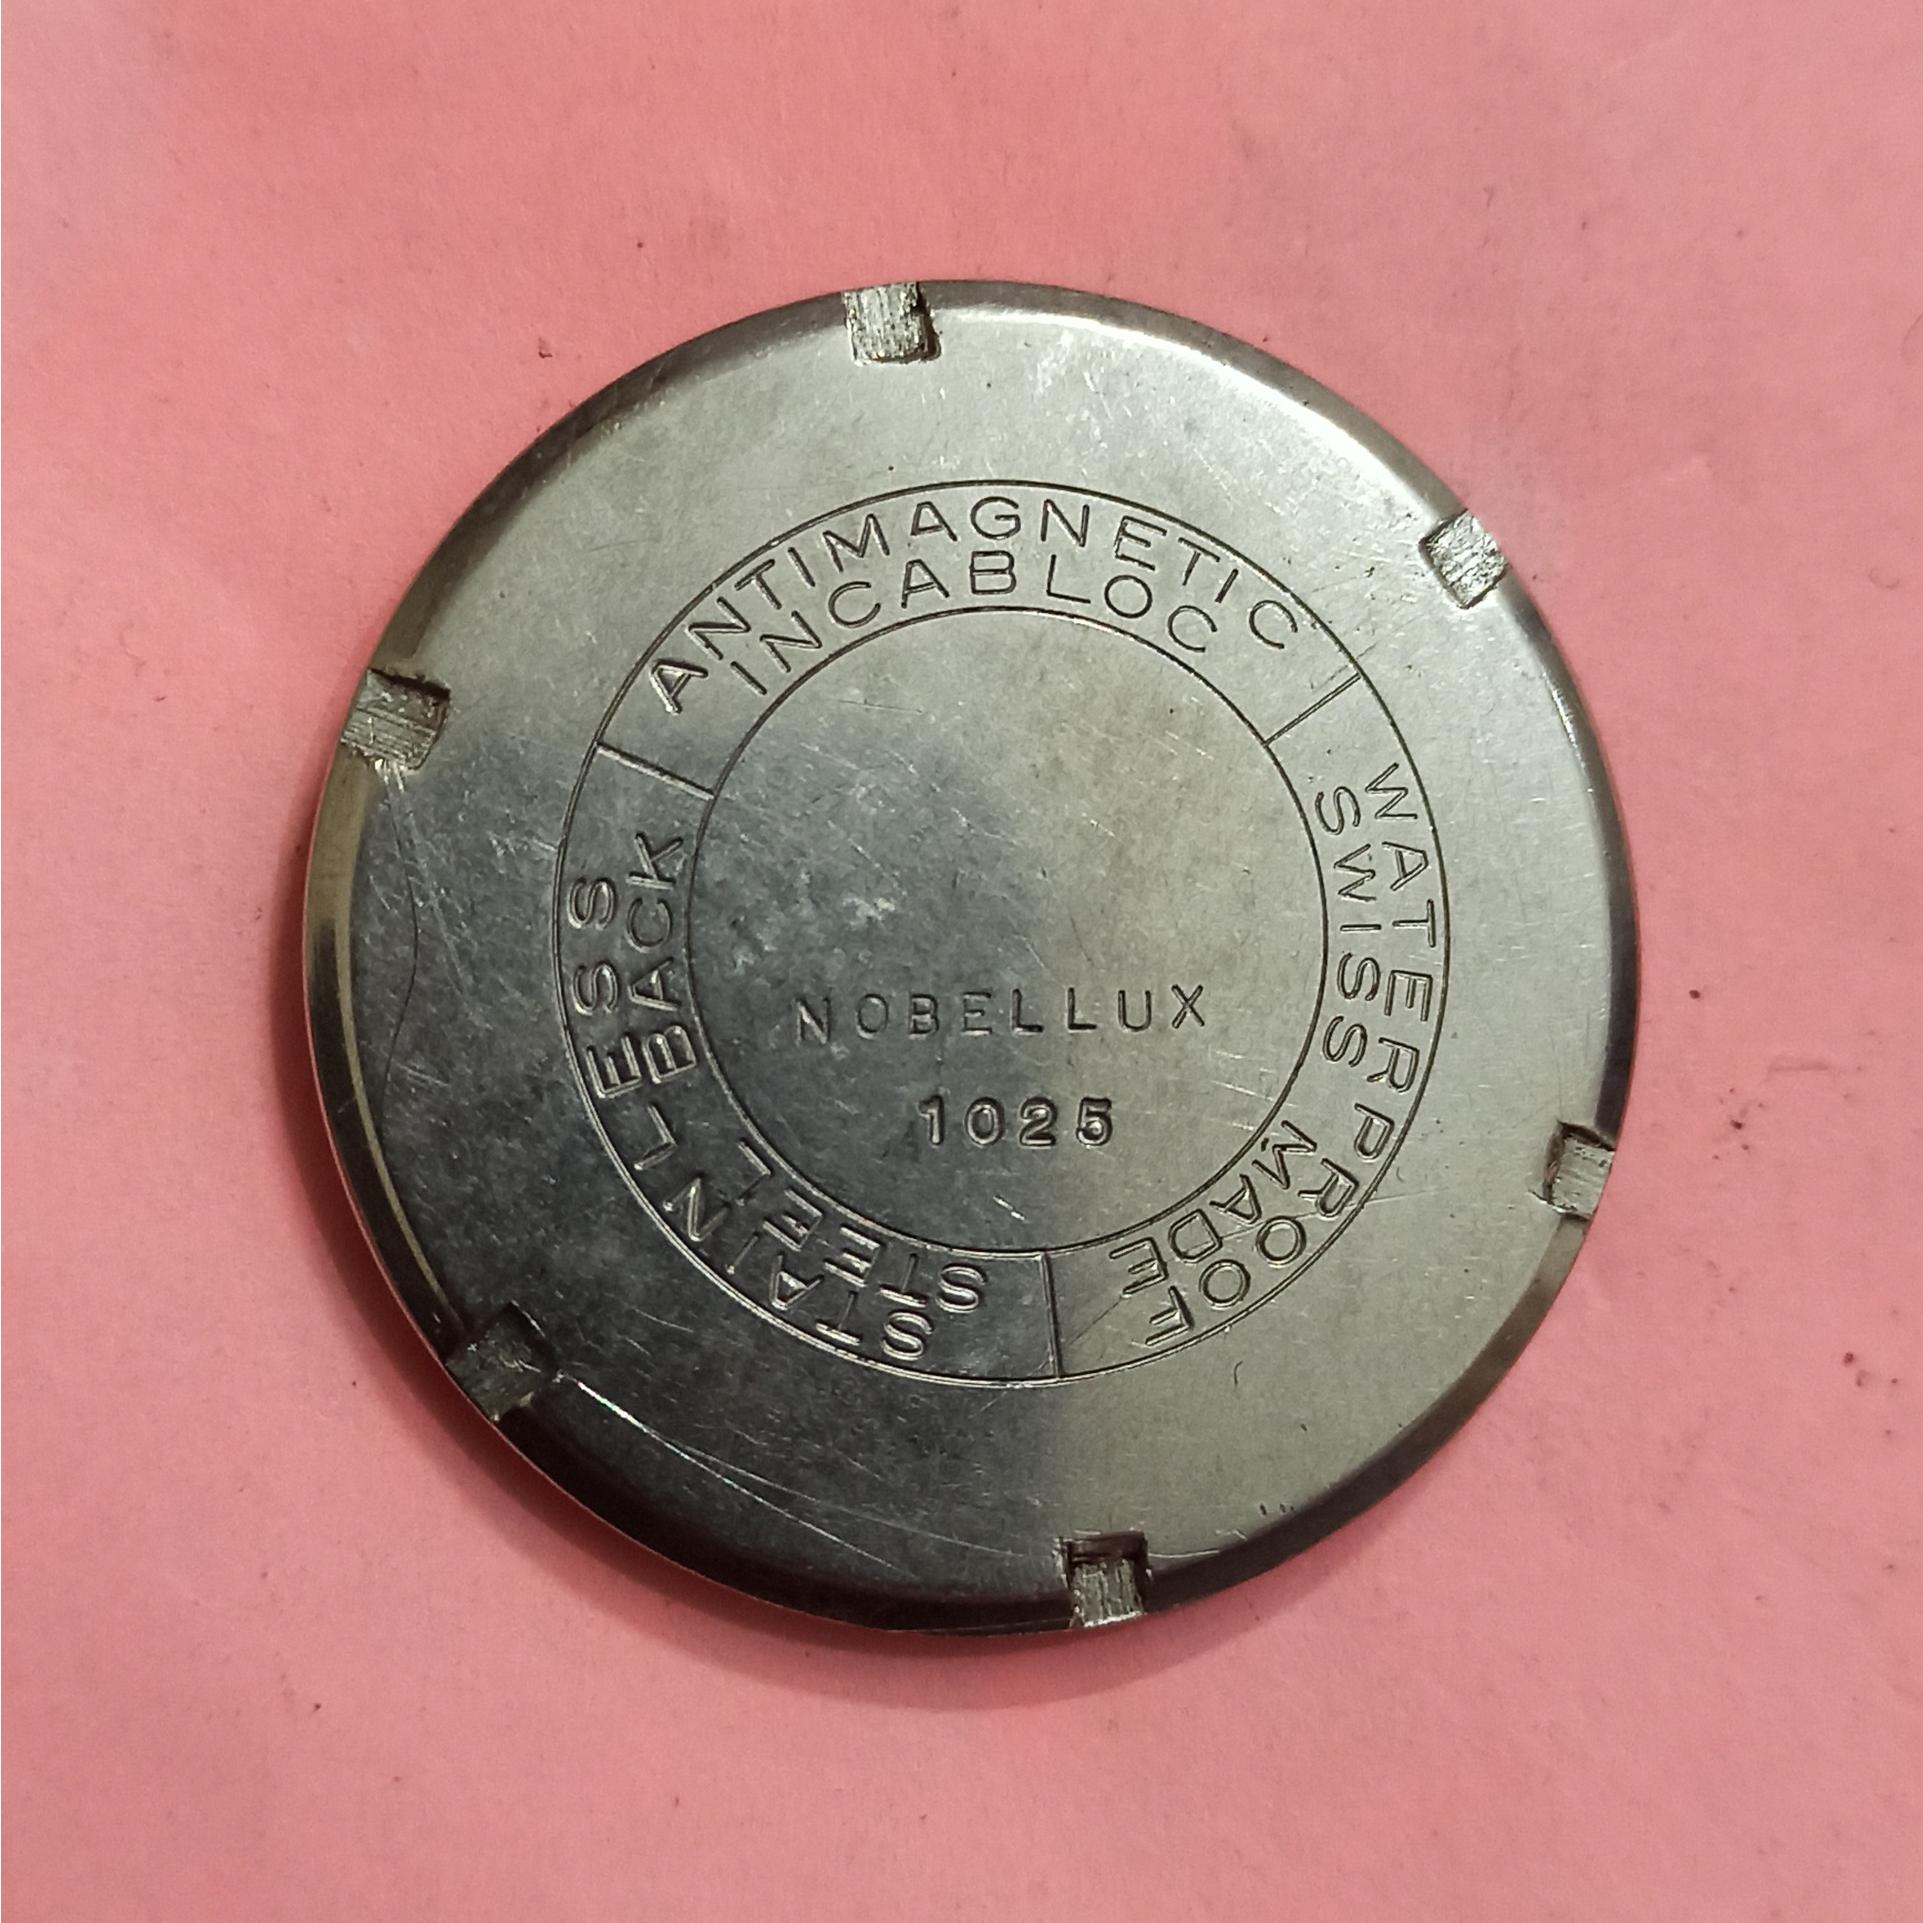 ANTIMAGNETIC
INCABLOC
WATERPROOF
SWISS MADE
STAINLESS
STEEL BACK
NOBELLUX
1025